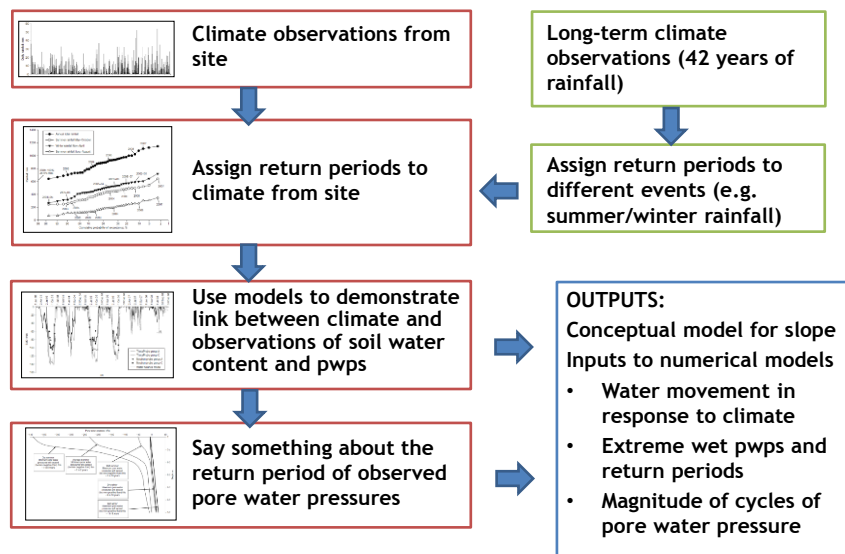 Climate observations from
site
Long-term climate
observations (42 years of
rainfall)
Assign return periods to
climate from site
Assign return periods to
different events (e.g.
summer/winter rainfall)
Use models to demonstrate
link between climate and
observations of soil water
content and pwps
OUTPUTS:
Conceptual model for slope
Inputs to numerical models
• Water movement in
response to climate
• Extreme wet pwps and
return periods
• Magnitude of cycles of
pore water pressure
Say something about the
return period of observed
pore water pressures